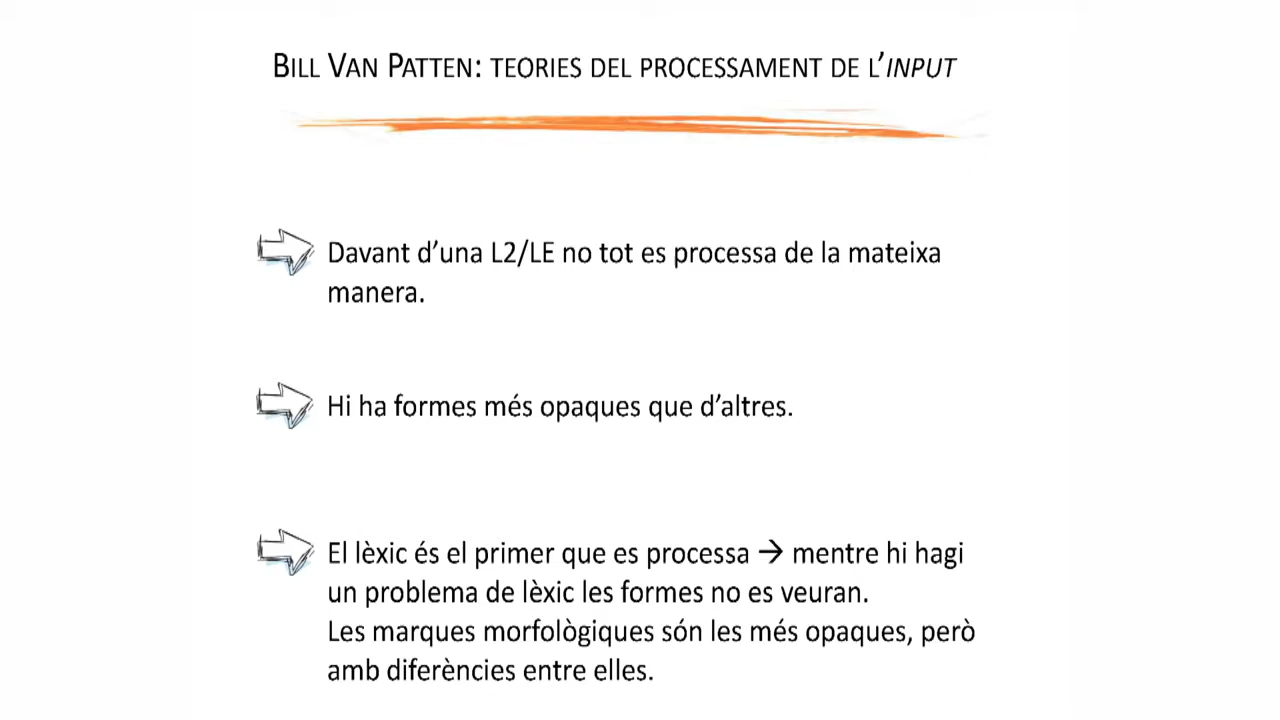 Bill Van Patten: teories del processament de l’input
Davant d’una L2/LE no tot es processa de la mateixa
manera.
Hi ha formes més opaques que d’altres.
El lèxic és el primer que es processa → mentre hi hagi
un problema de lèxic les formes no es veuran.
Les marques morfològiques són les més opaques, però
amb diferències entre elles.